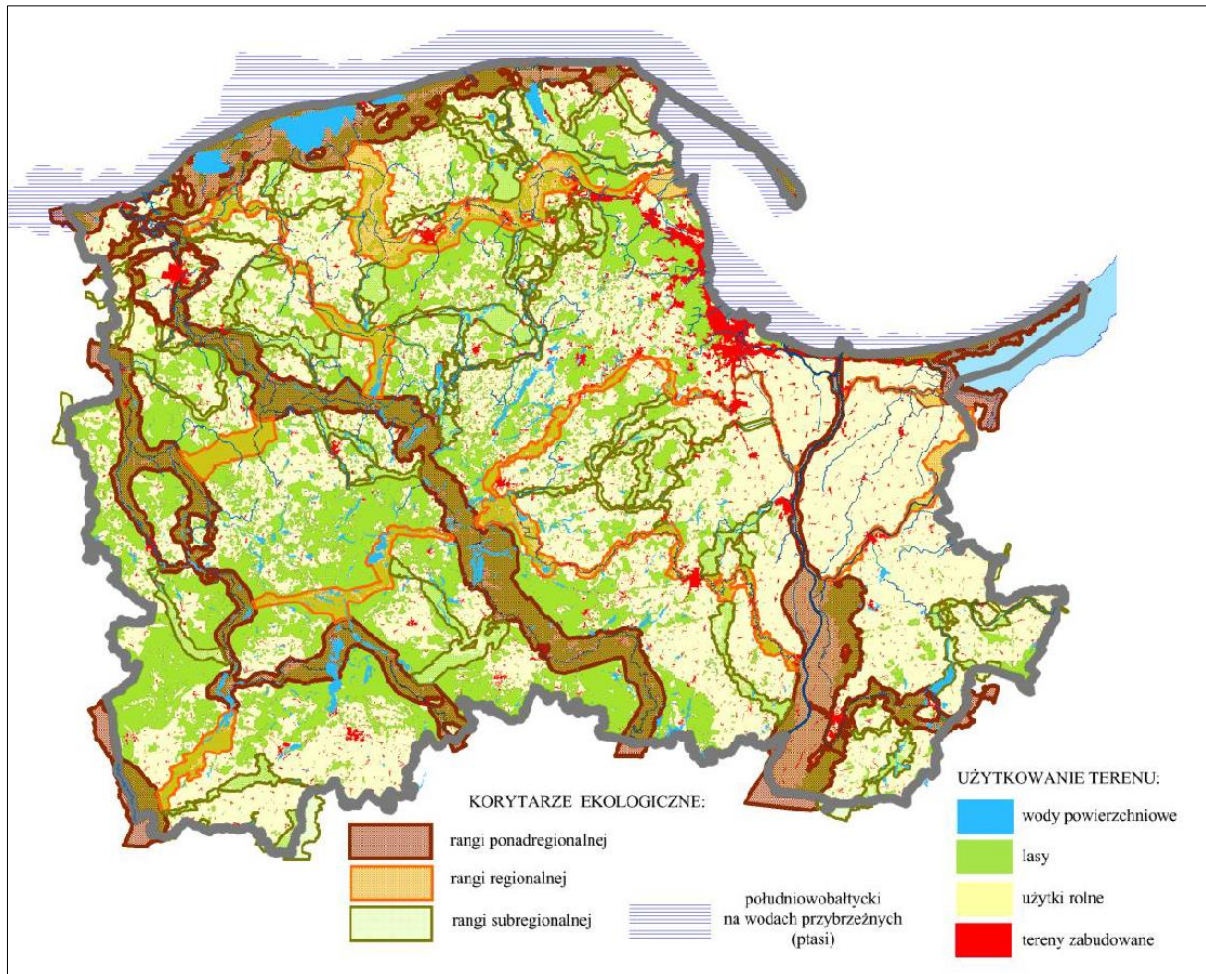 KORYTARZE EKOLOGICZNE:
rangi ponadregionalnej
rangi regionalnej
rangi subregionalnej
południowobałtycki
na wodach przybrzeżnych
(ptasi)
UŻYTKOWANIE TERENU:
wody powierzchniowe
lasy
użytki rolne
tereny zabudowane